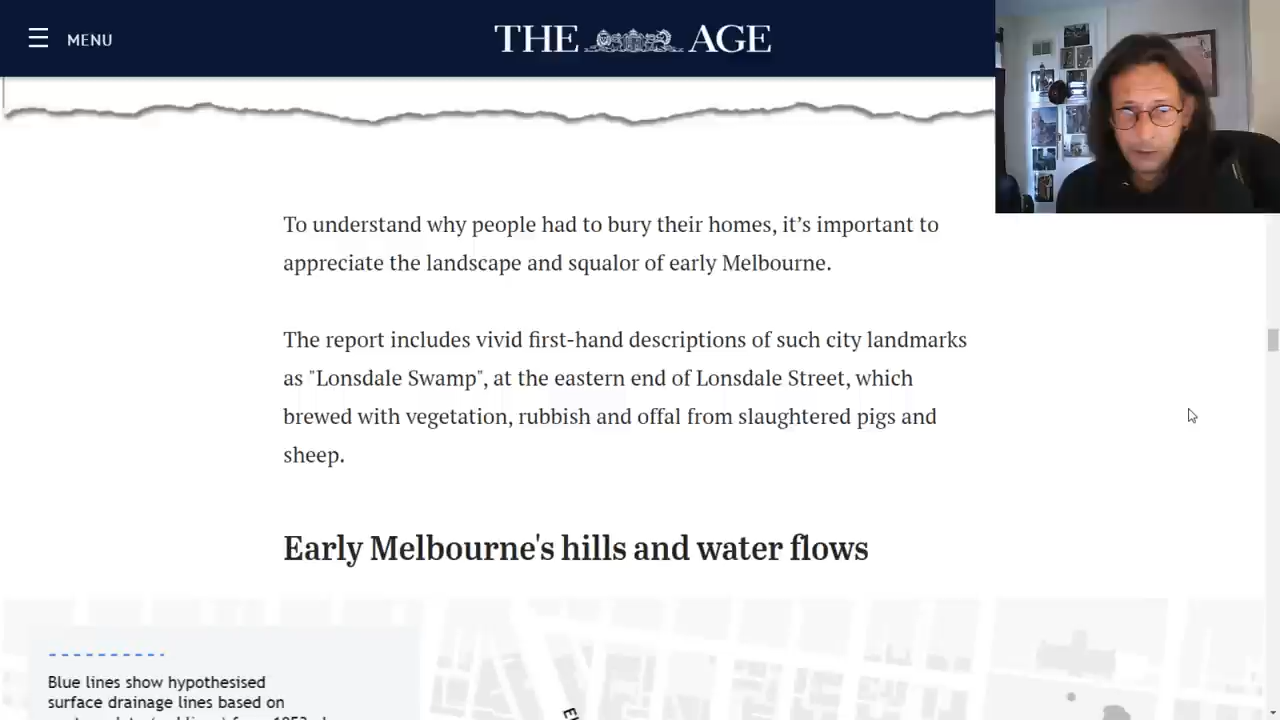 MENU
THE AGE
To understand why people had to bury their homes, it’s important to
appreciate the landscape and squalor of early Melbourne.
The report includes vivid first-hand descriptions of such city landmarks
as "Lonsdale Swamp", at the eastern end of Lonsdale Street, which
brewed with vegetation, rubbish and offal from slaughtered pigs and
sheep.
Early Melbourne's hills and water flows
Blue lines show hypothesised
surface drainage lines based on